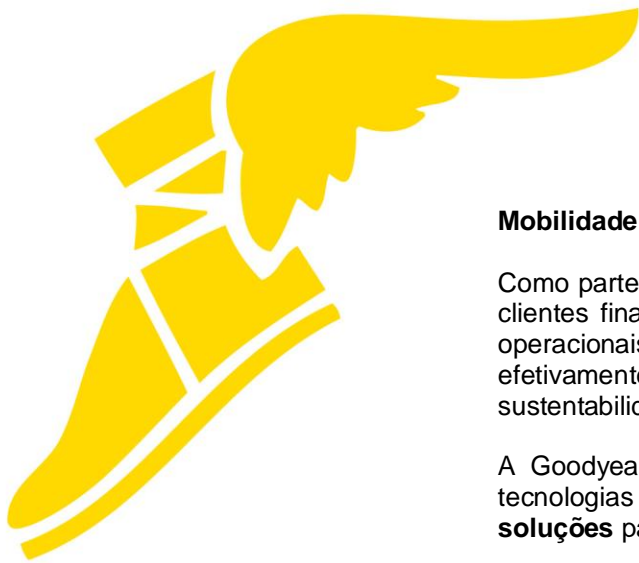 Mobilidade
Como parte
clientes fina
operacionais
efetivamente
sustentabilid
A Goodyea
tecnologias
soluções pa